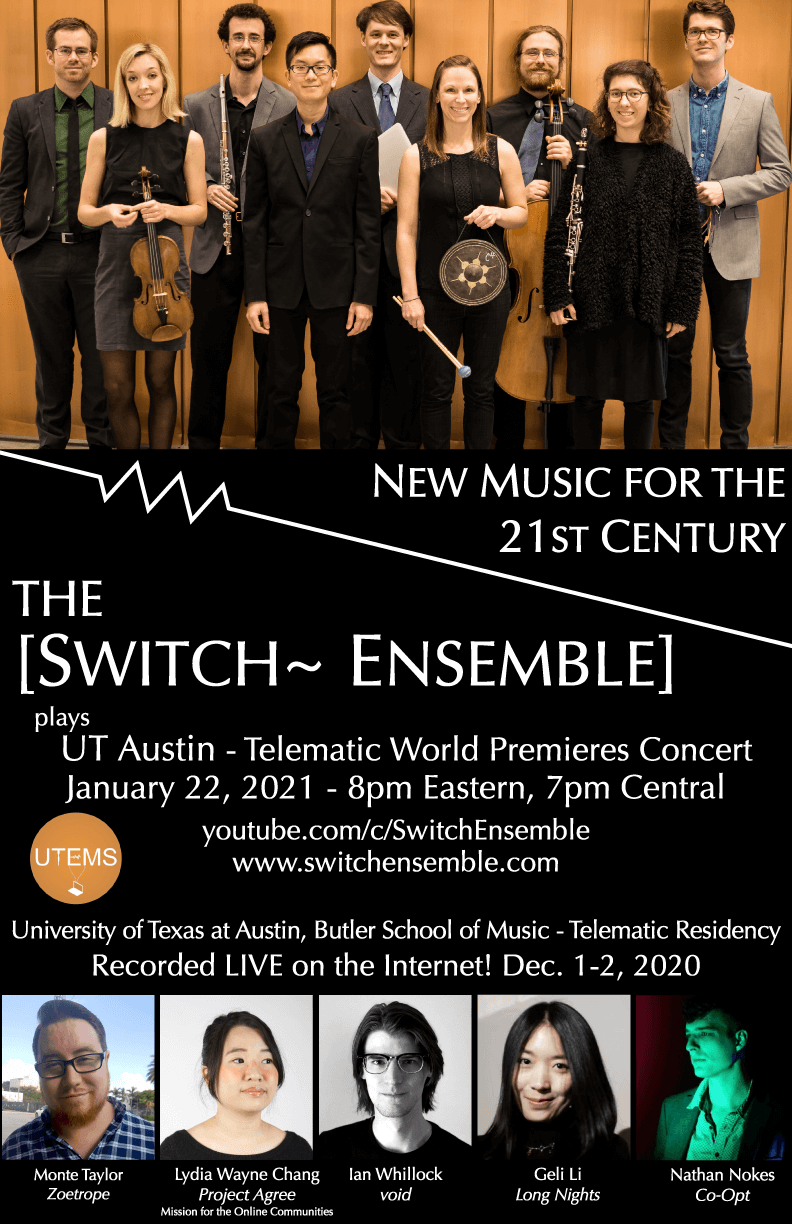 NEW MUSIC FOR THE
21ST CENTURY
THE
[SWITCH~ ENSEMBLE]
plays
UT Austin - Telematic World Premieres Concert
January 22, 2021 - 8pm Eastern, 7pm Central
youtube.com/c/SwitchEnsemble
www.switchensemble.com
UTEMS
University of Texas at Austin, Butler School of Music - Telematic Residency
Recorded LIVE on the Internet! Dec. 1-2, 2020
Monte Taylor
Zoetrope
Lydia Wayne Chang
Project Agree
Mission for the Online Communities
Ian Whillock
void
Geli Li
Long Nights
Nathan Nokes
Co-Opt